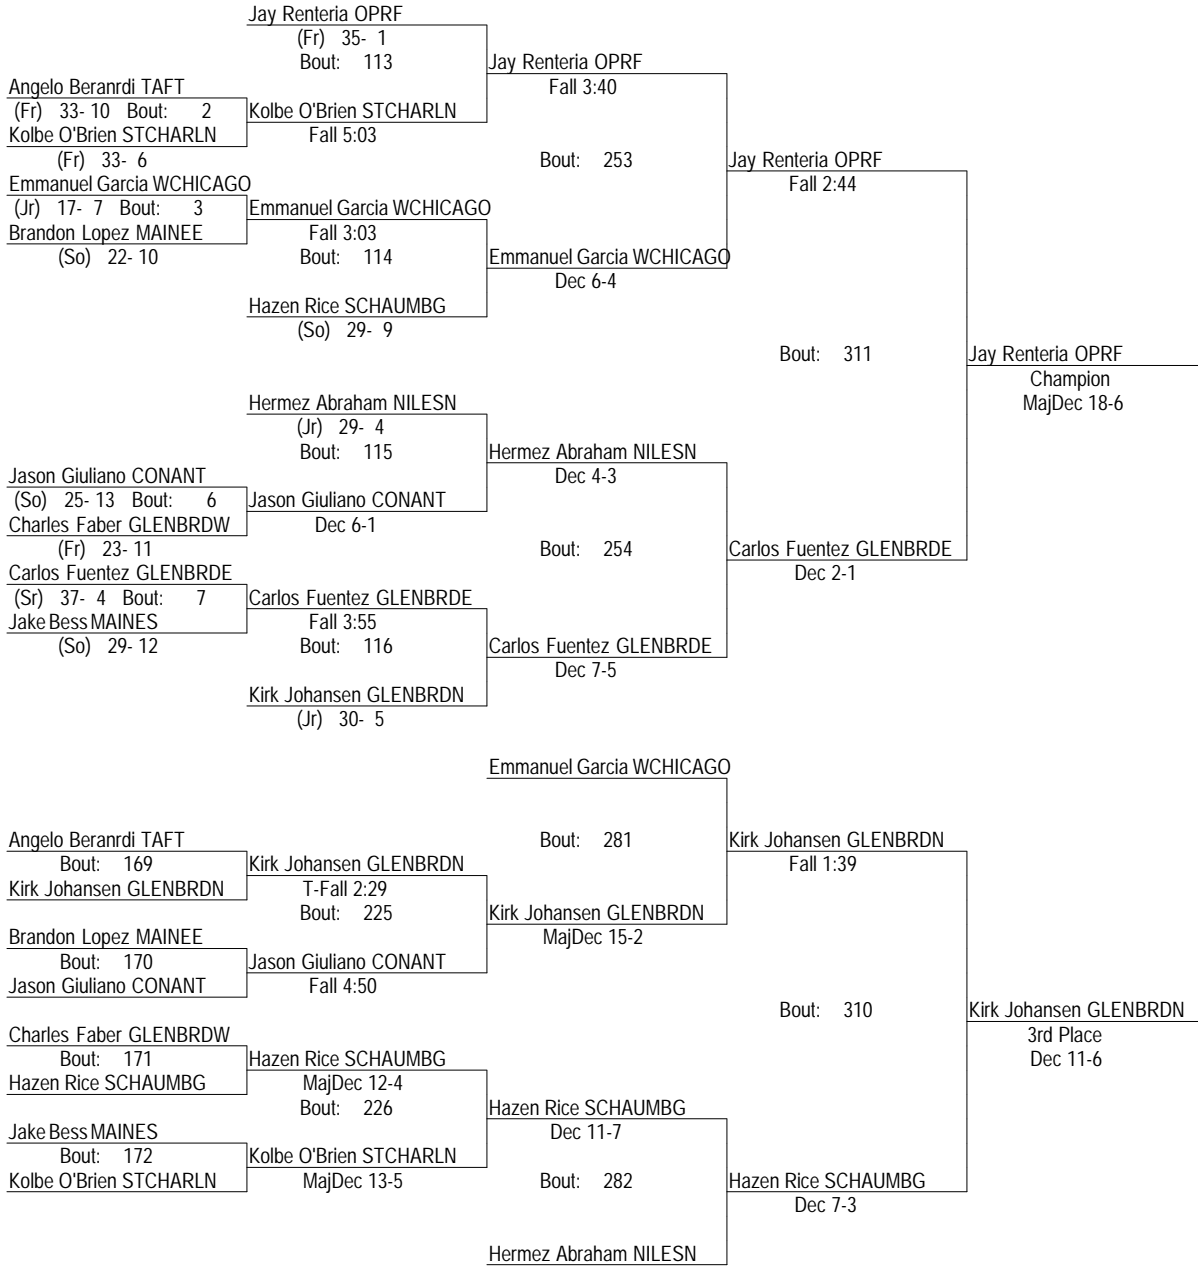 Jay Renteria OPRF
(Fr) 35- 1
Bout: 113
Jay Renteria OPRF
Fall 3:40
Angelo Beranrdi TAFT
(Fr) 33- 10 Bout: 2
Kolbe O'Brien STCHARLN
Kolbe O'Brien STCHARLN
Fall 5:03
(Fr) 33- 6
Bout: 253
Jay Renteria OPRF
Fall 2:44
Emmanuel Garcia WCHICAGO
(Jr) 17- 7 Bout: 3
Emmanuel Garcia WCHICAGO
Brandon Lopez MAINEE
Fall 3:03
(So) 22- 10
Bout: 114
Emmanuel Garcia WCHICAGO
Dec 6-4
Hazen Rice SCHAUMBG
(So) 29- 9
Bout: 311
Jay Renteria OPRF
Champion
MajDec 18-6
Hermez Abraham NILESN
(Jr) 29- 4
Bout: 115
Hermez Abraham NILESN
Dec 4-3
Jason Giuliano CONANT
(So) 25- 13 Bout: 6
Jason Giuliano CONANT
Charles Faber GLENBRDW
Dec 6-1
(Fr) 23- 11
Bout: 254
Carlos Fuentez GLENBRDE
Dec 2-1
Carlos Fuentez GLENBRDE
(Sr) 37- 4 Bout: 7
Carlos Fuentez GLENBRDE
Jake Bess MAINES
Fall 3:55
(So) 29- 12
Bout: 116
Carlos Fuentez GLENBRDE
Dec 7-5
Kirk Johansen GLENBRDN
(Jr) 30- 5
Emmanuel Garcia WCHICAGO
Bout: 281
Kirk Johansen GLENBRDN
Fall 1:39
Angelo Beranrdi TAFT
Bout: 169
Kirk Johansen GLENBRDN
Kirk Johansen GLENBRDN
T-Fall 2:29
Bout: 225
Kirk Johansen GLENBRDN
MajDec 15-2
Brandon Lopez MAINEE
Bout: 170
Jason Giuliano CONANT
Jason Giuliano CONANT
Fall 4:50
Bout: 310
Kirk Johansen GLENBRDN
3rd Place
Dec 11-6
Charles Faber GLENBRDW
Bout: 171
Hazen Rice SCHAUMBG
Hazen Rice SCHAUMBG
MajDec 12-4
Bout: 226
Hazen Rice SCHAUMBG
Dec 11-7
Jake Bess MAINES
Bout: 172
Kolbe O'Brien STCHARLN
Kolbe O'Brien STCHARLN
MajDec 13-5
Bout: 282
Hazen Rice SCHAUMBG
Dec 7-3
Hermez Abraham NILESN